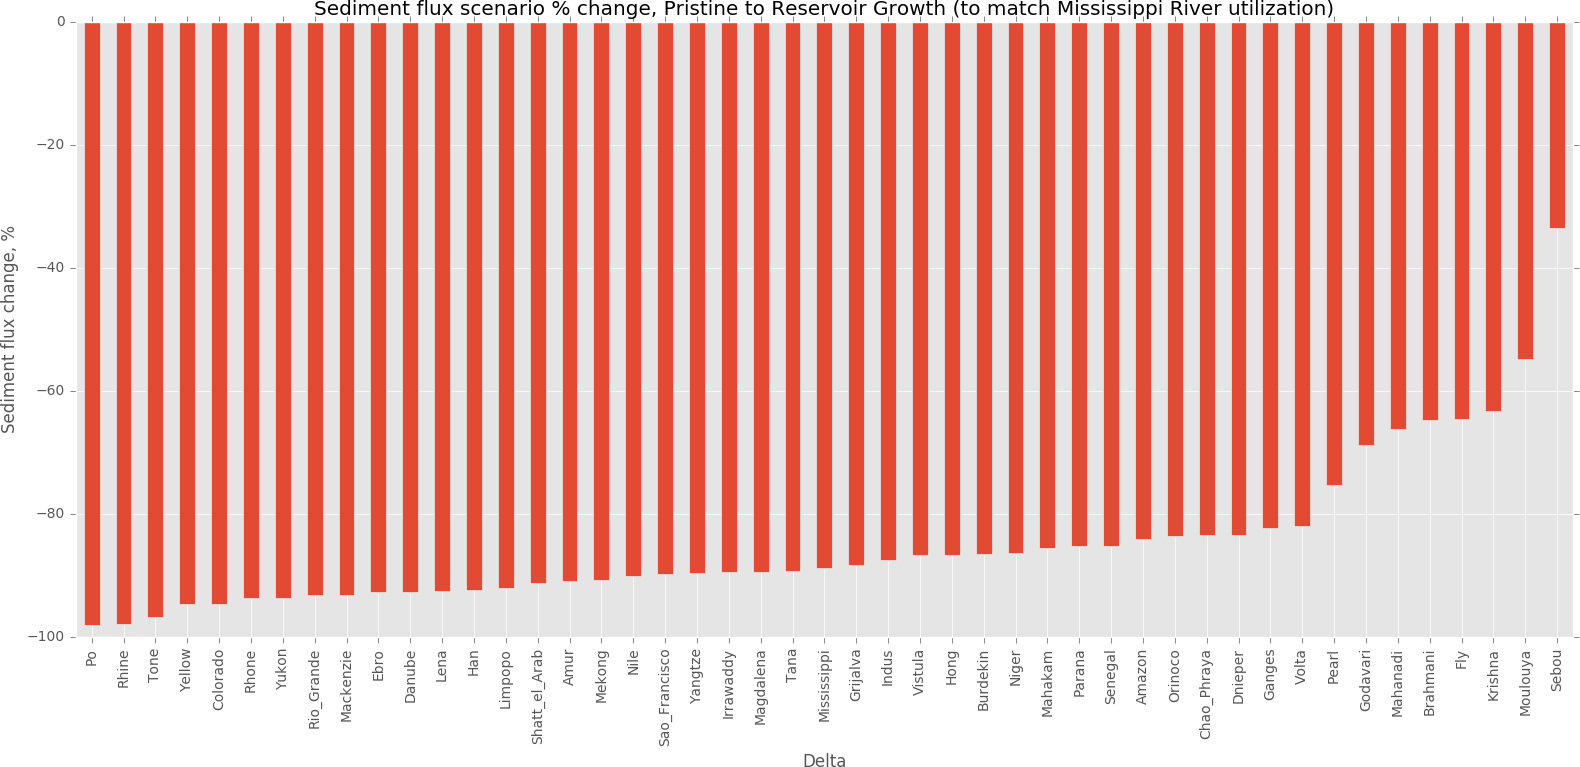 Sediment flux scenario % change, Pristine to Reservoir Growth (to match Mississippi River utilization)
Sediment flux change, %
0
−20
−40
−60
−80
−100
Po
Rhine
Tone
Yellow
Colorado
Rhone
Yukon
Rio_Grande
Mackenzie
Ebro
Danube
Lena
Han
Limpopo
Shatt_el_Arab
Amur
Mekong
Nile
Sao_Francisco
Yangtze
Irrawaddy
Magdalena
Tana
Mississippi
Grijalva
Indus
Vistula
Hong
Burdekin
Niger
Mahakam
Parana
Senegal
Amazon
Orinoco
Chao_Phraya
Dnieper
Ganges
Volta
Pearl
Godavari
Mahanadi
Brahmani
Fly
Krishna
Moulouya
Sebou
Delta